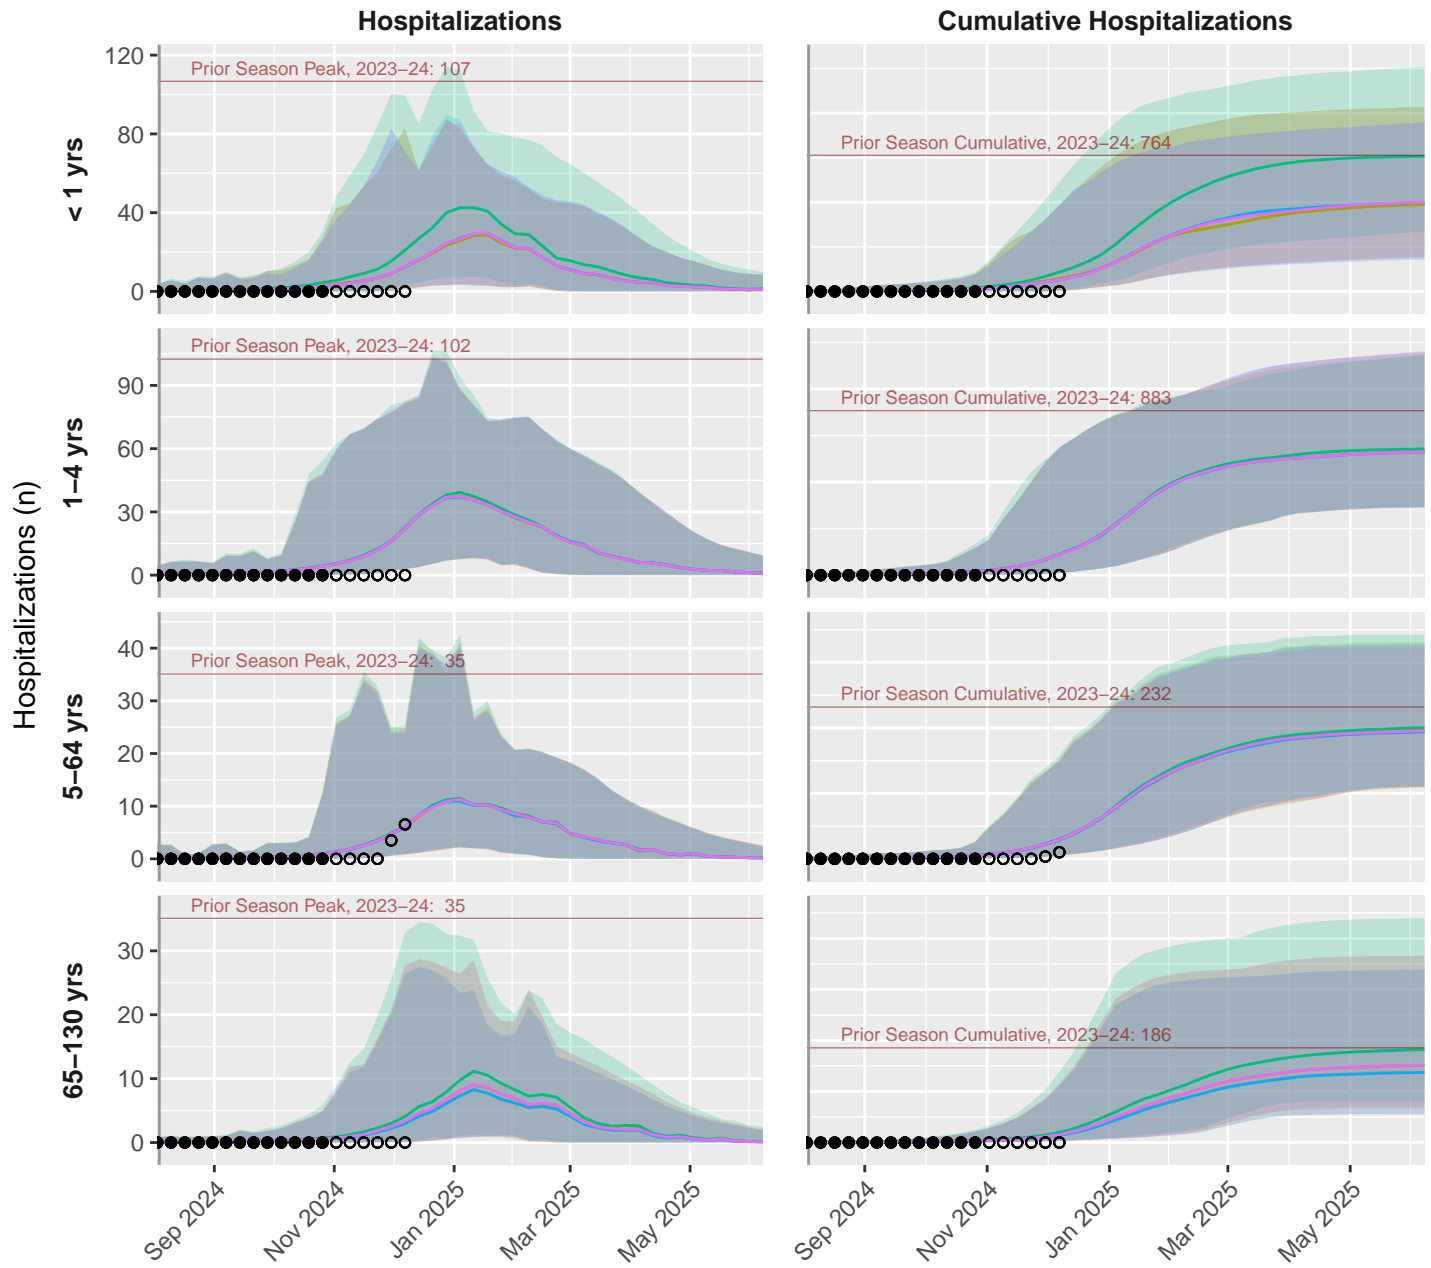 Hospitalizations
Cumulative Hospitalizations
Hospitalizations (n)
< 1 yrs
120
80
40
0
Prior Season Peak, 2023–24: 107
Prior Season Cumulative, 2023–24: 764
1–4 yrs
90
60
30
0
Prior Season Peak, 2023–24: 102
Prior Season Cumulative, 2023–24: 883
5–64 yrs
40
30
20
10
0
Prior Season Peak, 2023–24: 35
Prior Season Cumulative, 2023–24: 232
65–130 yrs
30
20
10
0
Prior Season Peak, 2023–24: 35
Prior Season Cumulative, 2023–24: 186
Sep 2024
Nov 2024
Jan 2025
Mar 2025
May 2025
Sep 2024
Nov 2024
Jan 2025
Mar 2025
May 2025